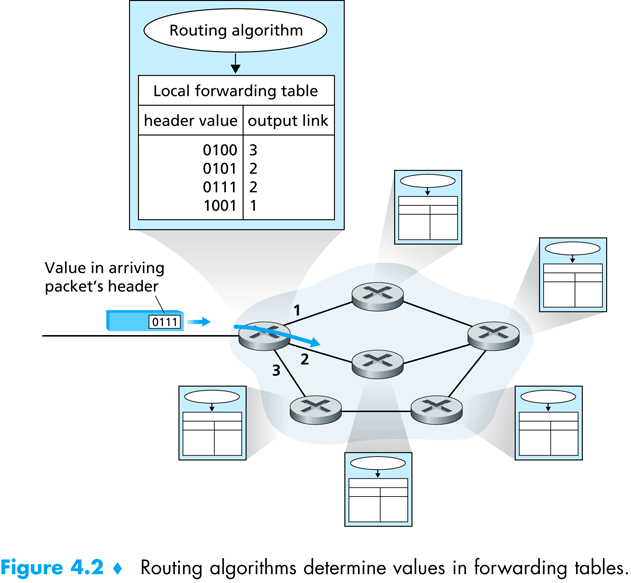 Routing algorithm
Local forwarding table
header value output link
0100 3
0101 2
0111 2
1001 1
Value in arriving
packet's header
0111
1
2
3
Figure 4.2 ♦ Routing algorithms determine values in forwarding tables.